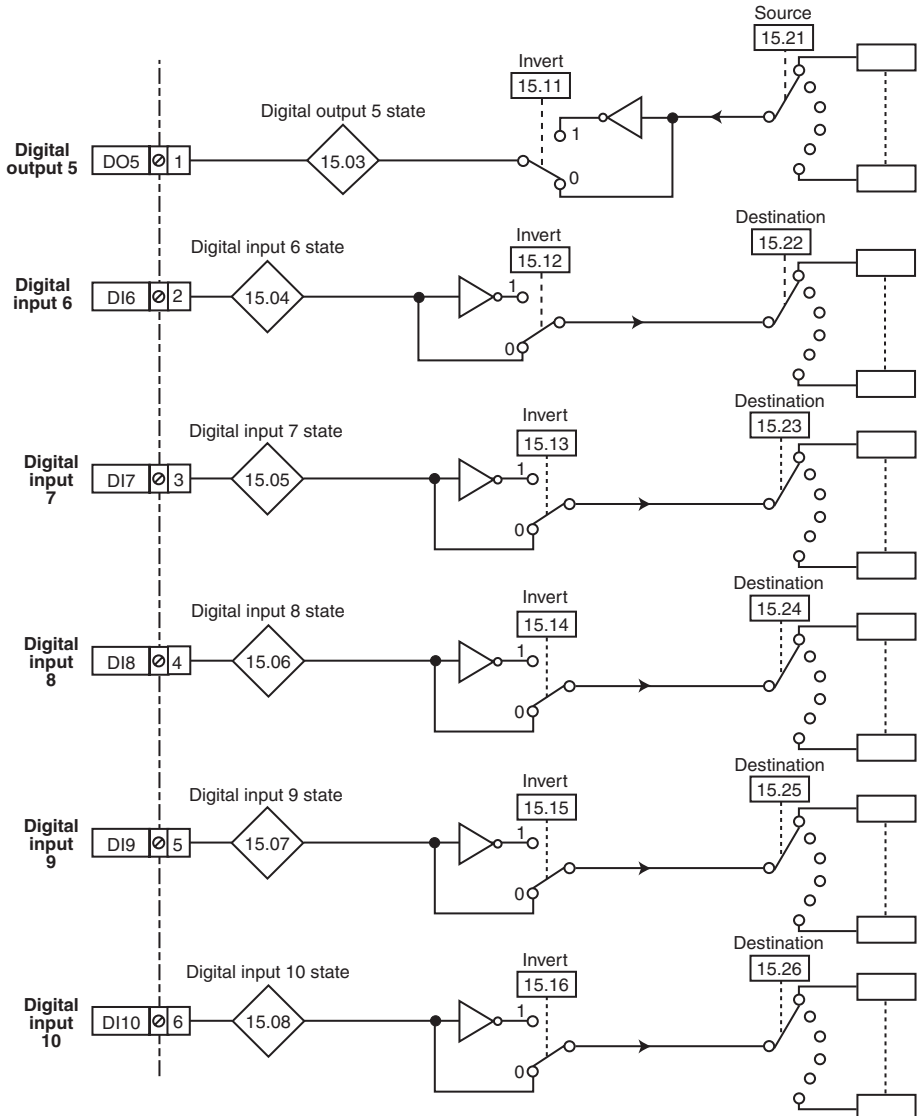 Source
15.21
Invert
15.11
Digital output 5 state
1
Digital
output 5
DO5
1
15.03
0
Digital input 6 state
Invert
15.12
Destination
15.22
Digital
input 6
DI6
2
15.04
1
0
Digital input 7 state
Invert
15.13
Destination
15.23
Digital
input
7
DI7
3
15.05
1
0
Digital input 8 state
Invert
15.14
Destination
15.24
Digital
input
8
DI8
4
15.06
1
0
Digital input 9 state
Invert
15.15
Destination
15.25
Digital
input
9
DI9
5
15.07
1
0
Digital input 10 state
Invert
15.16
Destination
15.26
Digital
input
10
DI10
6
15.08
1
0